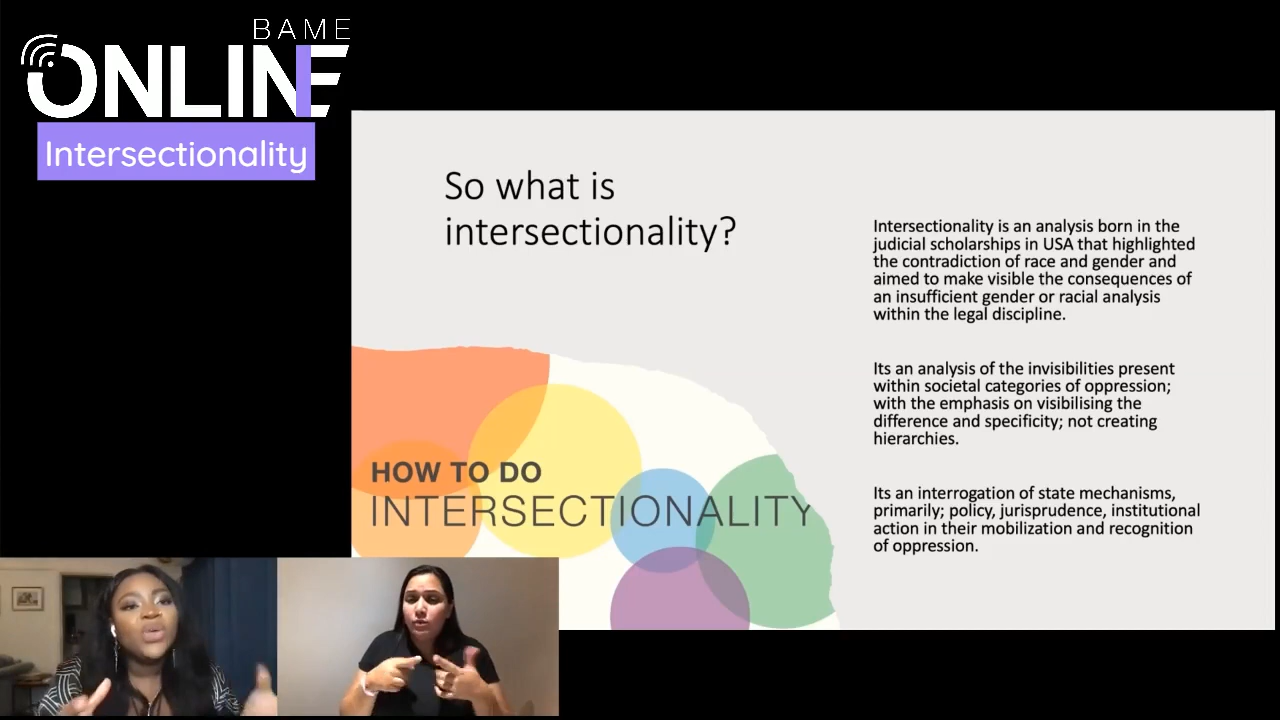 BAME
ONLINE
Intersectionality
So what is
intersectionality?
Intersectionality is an analysis born in the
judicial scholarships in USA that highlighted
the contradiction of race and gender and
aimed to make visible the consequences of
an insufficient gender or racial analysis
within the legal discipline.
Its an analysis of the invisibilities present
within societal categories of oppression;
with the emphasis on visibilising the
difference and specificity; not creating
hierarchies.
Its an interrogation of state mechanisms,
primarily; policy, jurisprudence, institutional
action in their mobilization and recognition
of oppression.
HOW TO DO
INTERSECTIONALITY